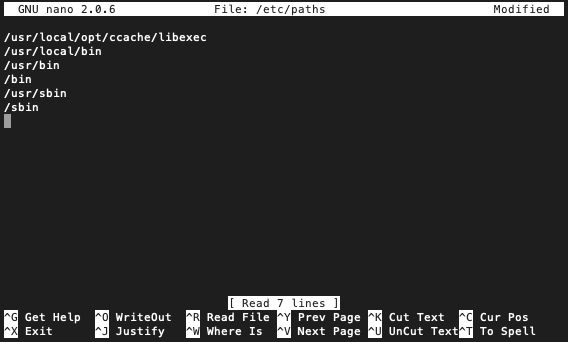 GNU nano 2.0.6 File: /etc/paths Modified
/usr/local/opt/ccache/libexec
/usr/local/bin
/usr/bin
/bin
/usr/sbin
/sbin
[ Read 7 lines ]
^G Get Help ^O WriteOut ^R Read File ^Y Prev Page ^K Cut Text ^C Cur Pos
^X Exit ^J Justify ^W Where Is ^V Next Page ^U UnCut Text ^T To Spell